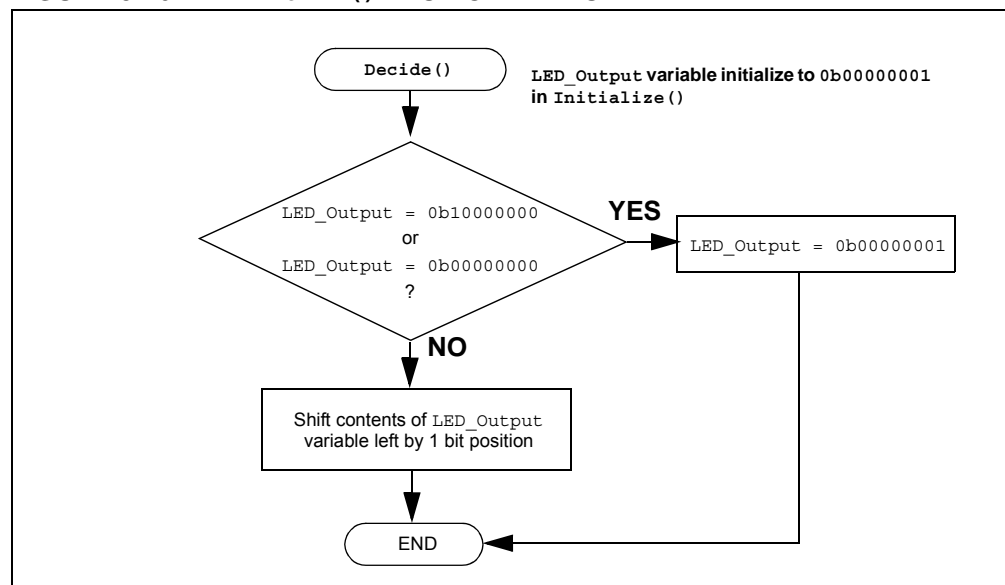 Decide()
LED_Output variable initialize to 0b00000001
in Initialize()
LED_Output = 0b10000000
or
LED_Output = 0b00000000
?
YES
LED_Output = 0b00000001
NO
Shift contents of LED_Output
variable left by 1 bit position
END